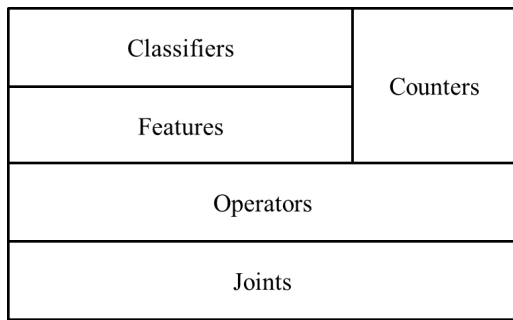 Classifiers
Counters
Features
Operators
Joints